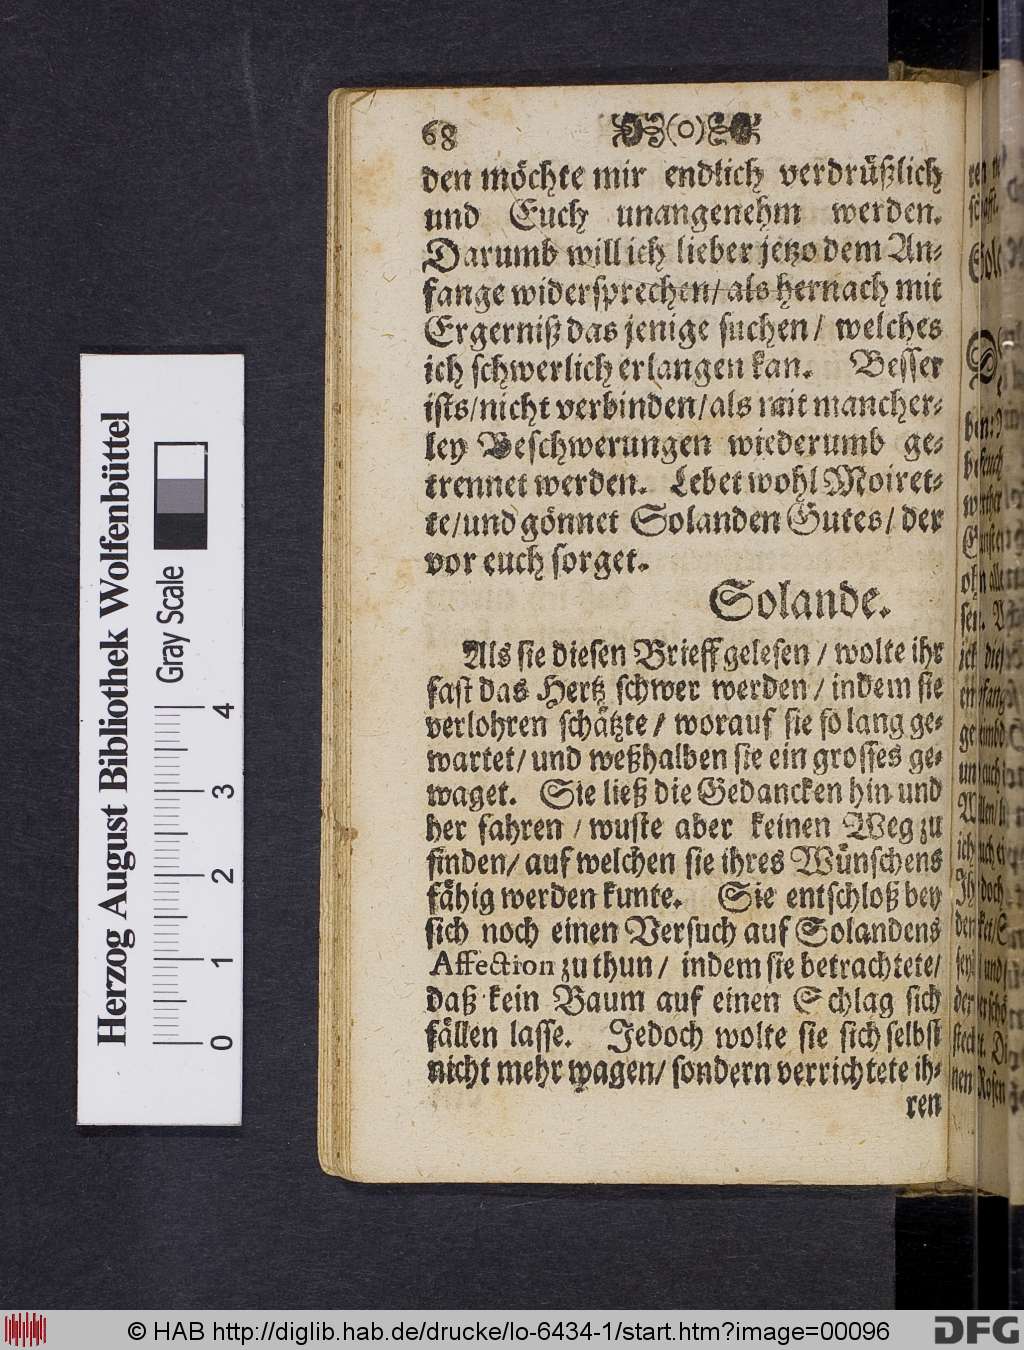 68 (o)
den möchte mir endlich verdrüßlich
und Euch unangenehm werden.
Darumb will ich lieber jetzo dem An-
fange widersprechen/ als hernach mit
Ergerniß das jenige suchen/ welches
ich schwerlich erlangen kan. Besser
ists/nicht verbinden/als mit mancher-
ley Beschwerungen wiederumb ge-
trennet werden. Lebet wohl Moiret-
te/und gönnet Solanden Gutes/ der
vor euch sorget.
Solande.
Als sie diesen Brieff gelesen/ wolte ihr
fast das Hertz schwer werden/ indem sie
verlohren schätzte/ worauf sie so lang ge-
wartet/ und weßhalben sie ein grosses ge-
waget. Sie ließ die Gedancken hin und
her fahren/ wuste aber keinen Weg zu
finden/ auf welchen sie ihres Wünschens
fähig werden kunte. Sie entschloß bey
sich noch einen Versuch auf Solandens
Affection zu thun/ indem sie betrachtete/
daß kein Baum auf einen Schlag sich
fällen lasse. Jedoch wolte sie sich selbst
nicht mehr wagen/ sondern verrichtete ih-
ren
Herzog August Bibliothek Wolfenbüttel
Gray Scale
0 1 2 3 4
© HAB http://diglib.hab.de/drucke/lo-6434-1/start.htm?image=00096
DFG